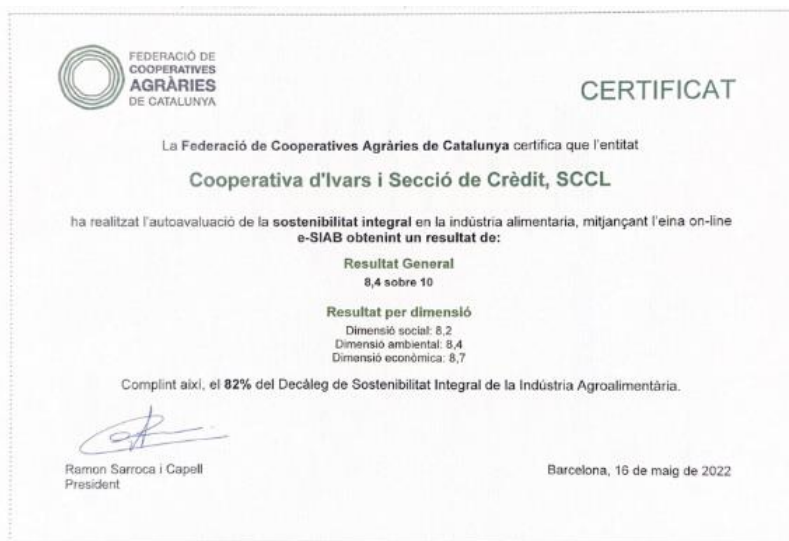 FEDERACIÓ DE
COOPERATIVES
AGRÀRIES
DE CATALUNYA
CERTIFICAT
La Federació de Cooperatives Agràries de Catalunya certifica que l'entitat
Cooperativa d'Ivars i Secció de Crèdit, SCCL
ha realitzat l'autoavaluació de la sostenibilitat integral en la indústria alimentaria, mitjançant l'eina on-line
e-SIAB obtenint un resultat de:
Resultat General
8,4 sobre 10
Resultat per dimensió
Dimensió social: 8,2
Dimensió ambiental: 8,4
Dimensió econòmica: 8,7
Complint així, el 82% del Decàleg de Sostenibilitat Integral de la Indústria Agroalimentària.
Ramon Sarroca i Capell
President
Barcelona, 16 de maig de 2022